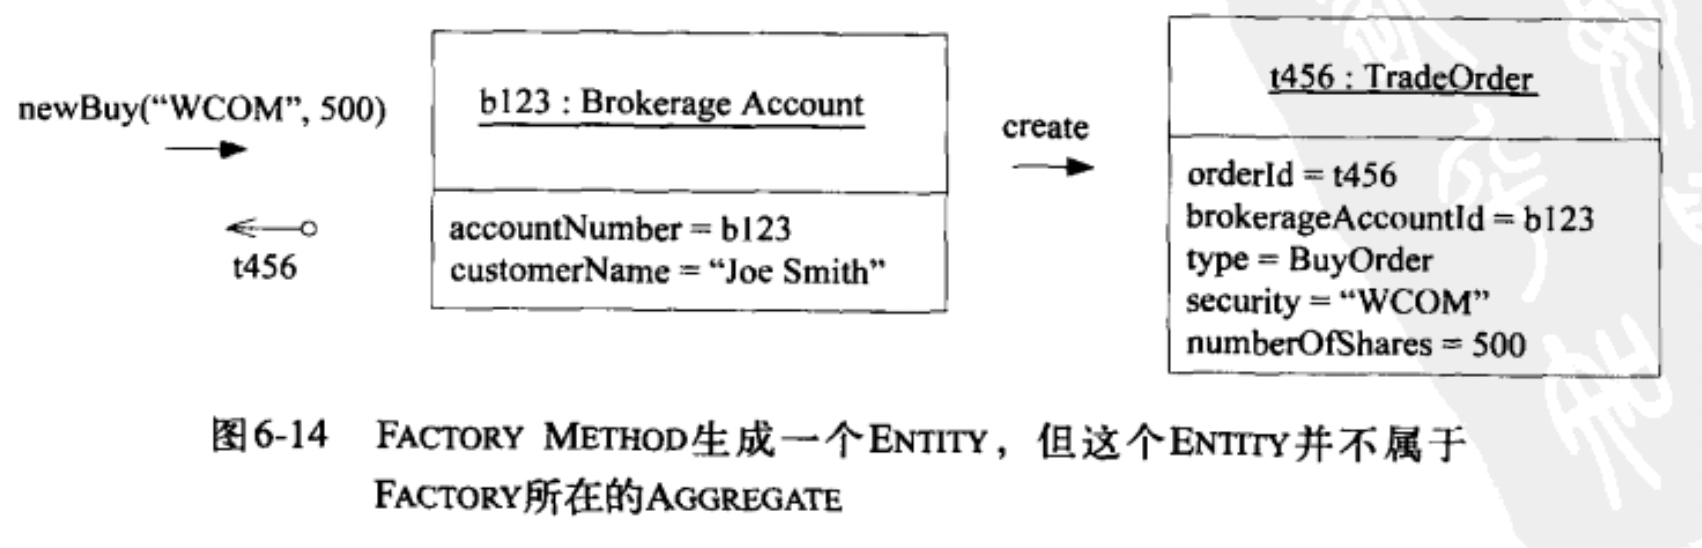 newBuy(“WCOM”, 500)
t456
b123 : Brokerage Account
accountNumber = b123
customerName = “Joe Smith”
create
t456 : TradeOrder
orderId = t456
brokerageAccountId = b123
type = BuyOrder
security = “WCOM”
numberOfShares = 500
图6-14 FACTORY METHOD生成一个ENTITY，但这个ENTITY并不属于
FACTORY所在的AGGREGATE